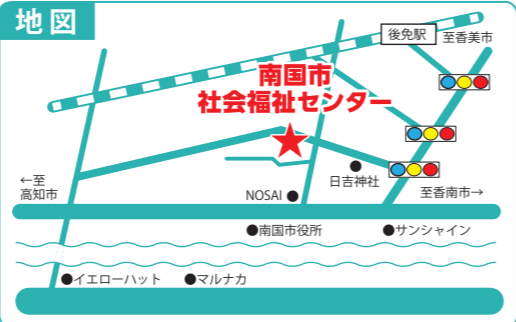 地図
後免駅
至香美市
南国市
社会福祉センター
日吉神社
←至
高知市
NOSAI●
至香南市→
●南国市役所
●サンシャイン
●イエローハット
●マルナカ